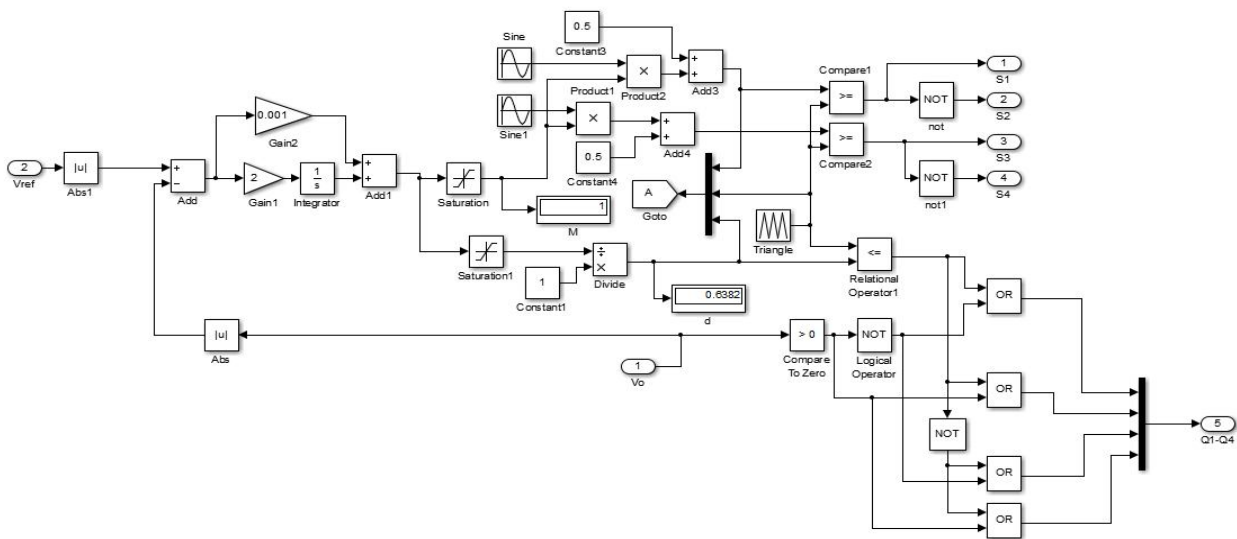 Sine
0.5
Constant3
+
+
Add3
×
Product2
Product1
Sine1
×
0.5
Constant4
+
+
Add4
Compare1
>=
>=
Compare2
1
S1
NOT
not
2
S2
3
S3
NOT
not1
4
S4
0.001
Gain2
2
Vref
|u|
Abs1
+
−
Add
2
Gain1
1
s
Integrator
+
+
Add1
Saturation
1
M
A
Goto
Triangle
Saturation1
1
Constant1
÷
×
Divide
0.6382
d
<=
Relational
Operator1
|u|
Abs
1
Vo
> 0
Compare
To Zero
NOT
Logical
Operator
OR
OR
NOT
OR
OR
5
Q1-Q4